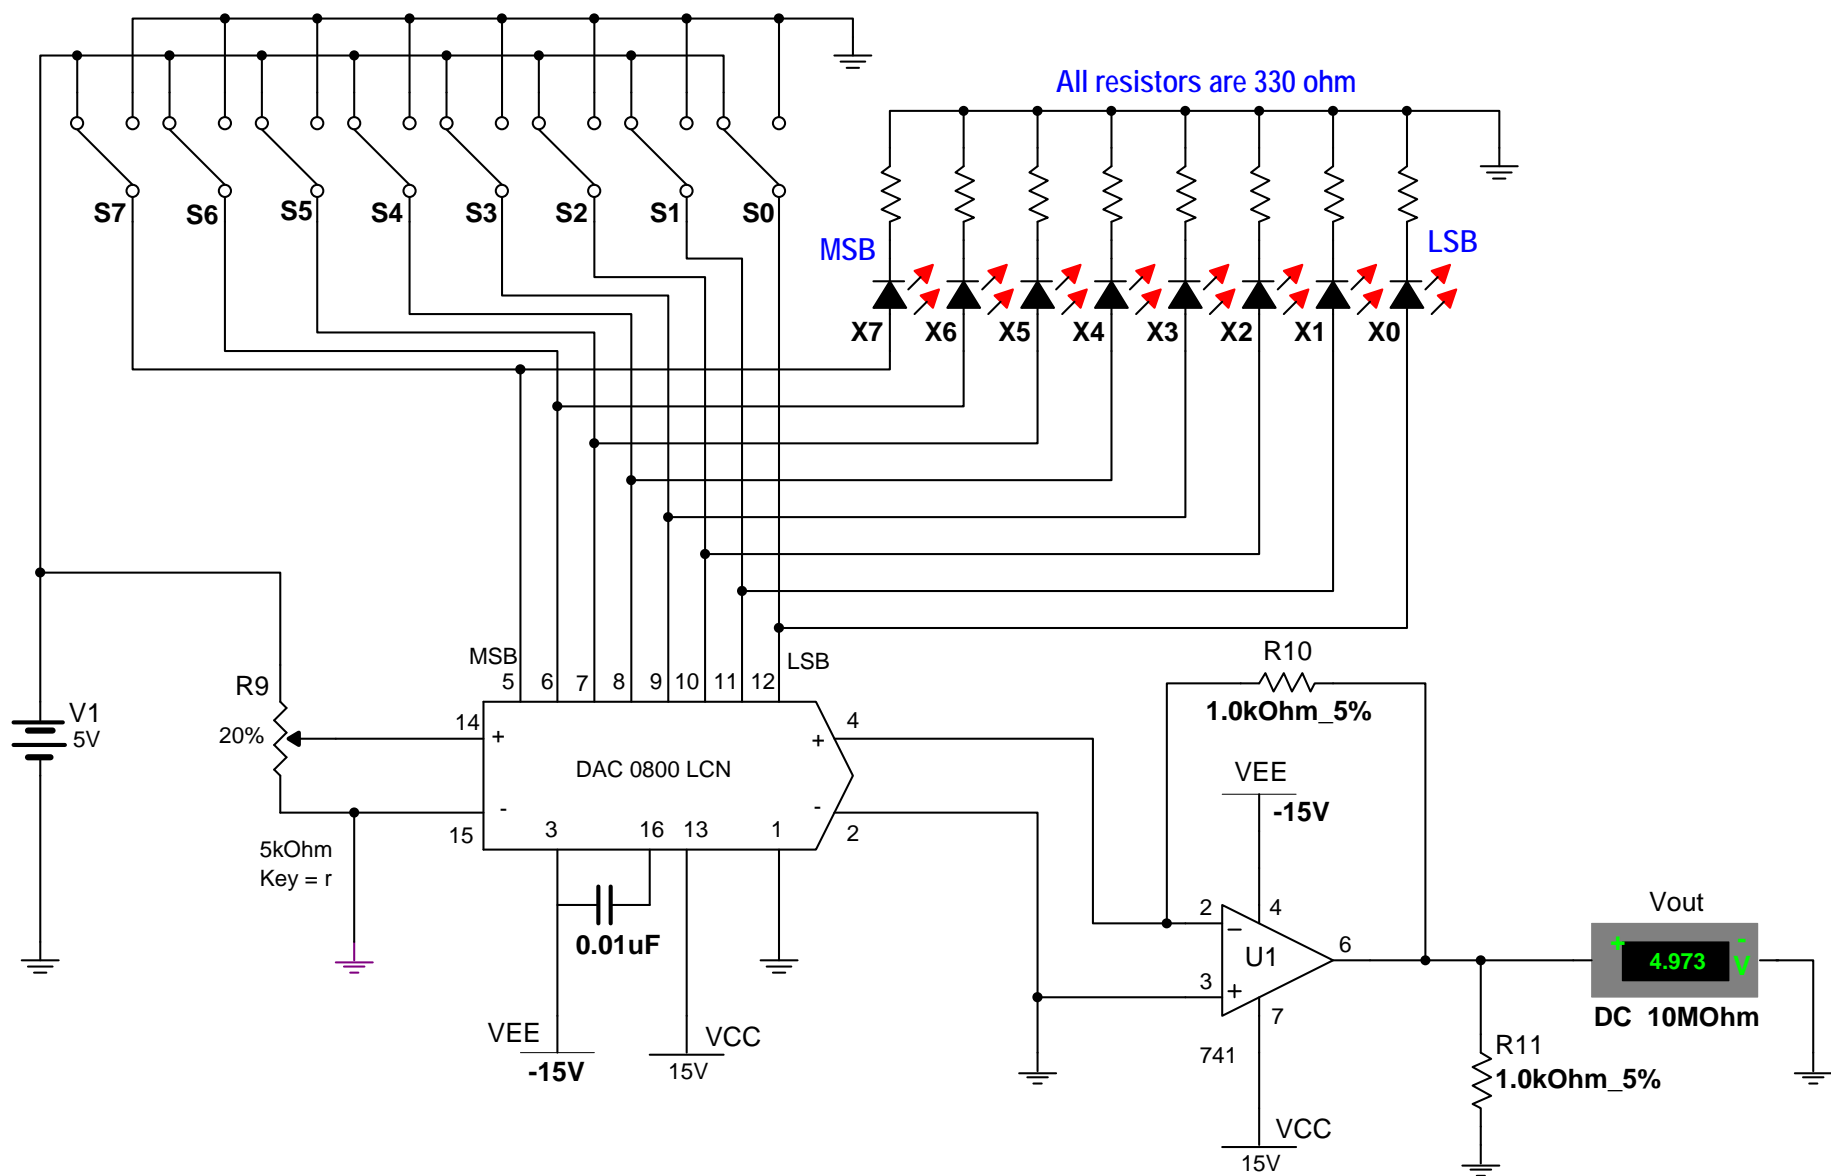 All resistors are 330 ohm
S7 S6 S5 S4 S3 S2 S1 S0
MSB LSB
X7 X6 X5 X4 X3 X2 X1 X0
MSB LSB
5 6 7 8 9 10 11 12
R9
20%
5kOhm
Key = r
V1
5V
14 + + 4
DAC 0800 LCN
15 - - 2
3 16 13 1
0.01uF
VEE
-15V
VCC
15V
R10
1.0kOhm_5%
VEE
-15V
2 − 4
U1 6
3 + 7
741
VCC
15V
R11
1.0kOhm_5%
Vout
+ 4.973 - V
DC 10MOhm